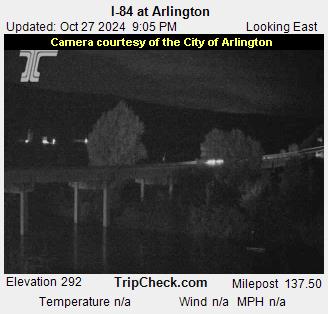 I-84 at Arlington
Updated: Oct 27 2024 9:05 PM Looking East
Camera courtesy of the City of Arlington
Elevation 292 TripCheck.com Milepost 137.50
Temperature n/a Wind n/a MPH n/a